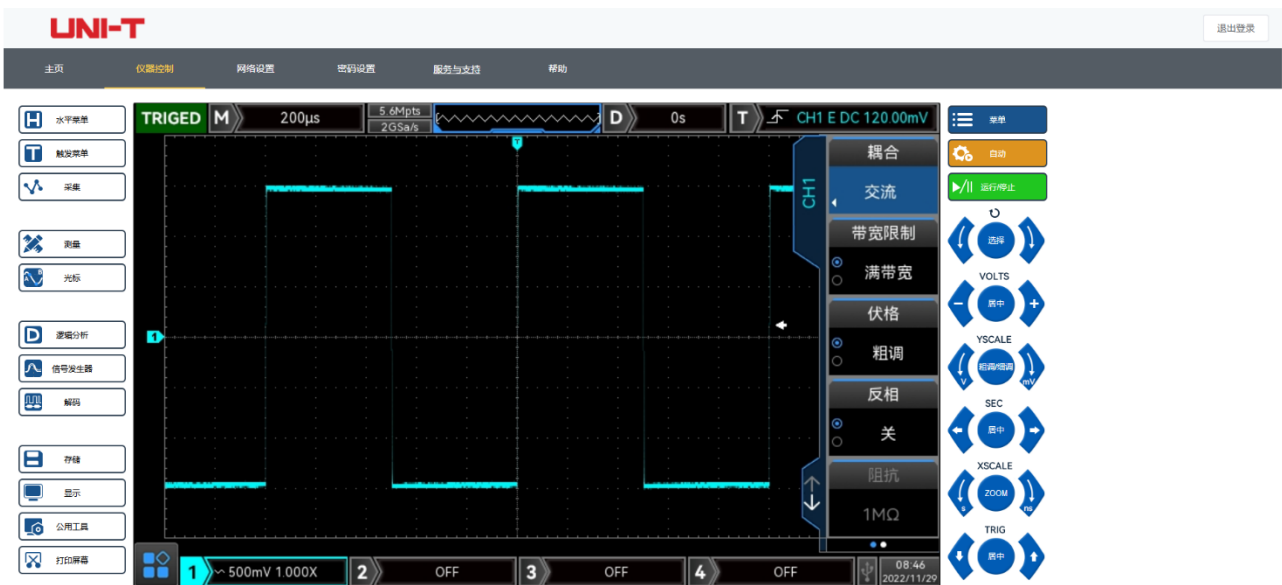 UNI-T
退出登录
主页 仪器控制 网络设置 密码设置 服务与支持 帮助
H 水平菜单
T 触发菜单
采集
测量
A B 光标
D 逻辑分析
信号发生器
解码
存储
显示
公用工具
打印屏幕
TRIGED M 200μs 5.6Mpts 2GSa/s D 0s T CH1 E DC 120.00mV
T
CH1
1
耦合
交流
带宽限制
满带宽
伏格
粗调
反相
关
阻抗
1MΩ
1 500mV 1.000X 2 OFF 3 OFF 4 OFF 08:46
2022/11/29
菜单
自动
运行/停止
选择
VOLTS
- 居中 +
YSCALE
粗调/细调
V mV
SEC
居中
XSCALE
ZOOM
s ns
TRIG
居中